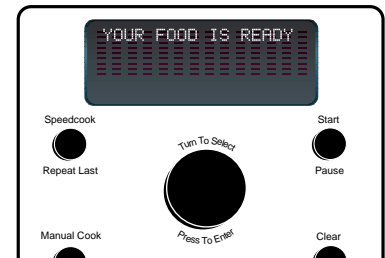 YOUR FOOD IS READY
Speedcook
Start
Turn To Select
Repeat Last
Pause
Press To Enter
Manual Cook
Clear